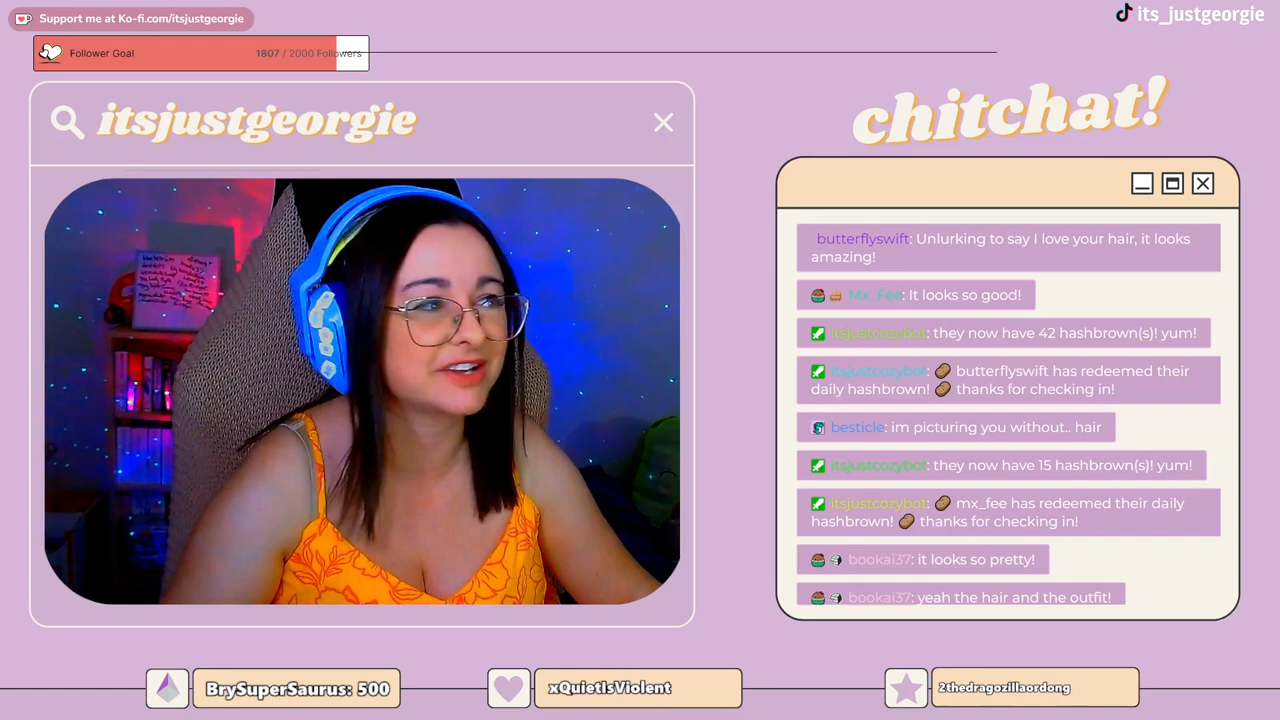 Support me at Ko-fi.com/itsjustgeorgie
its_justgeorgie
Follower Goal
1807 / 2000 Followers
itsjustgeorgie
chitchat!
butterflyswift: Unlurking to say I love your hair, it looks
amazing!
Mx_Fee: It looks so good!
itsjustcozybot: they now have 42 hashbrown(s)! yum!
itsjustcozybot: 🥔 butterflyswift has redeemed their
daily hashbrown! 🥔 thanks for checking in!
besticle: im picturing you without.. hair
itsjustcozybot: they now have 15 hashbrown(s)! yum!
itsjustcozybot: 🥔 mx_fee has redeemed their daily
hashbrown! 🥔 thanks for checking in!
bookai37: it looks so pretty!
bookai37: yeah the hair and the outfit!
BrySuperSaurus: 500
xQuietIsViolent
2thedragozillaordong